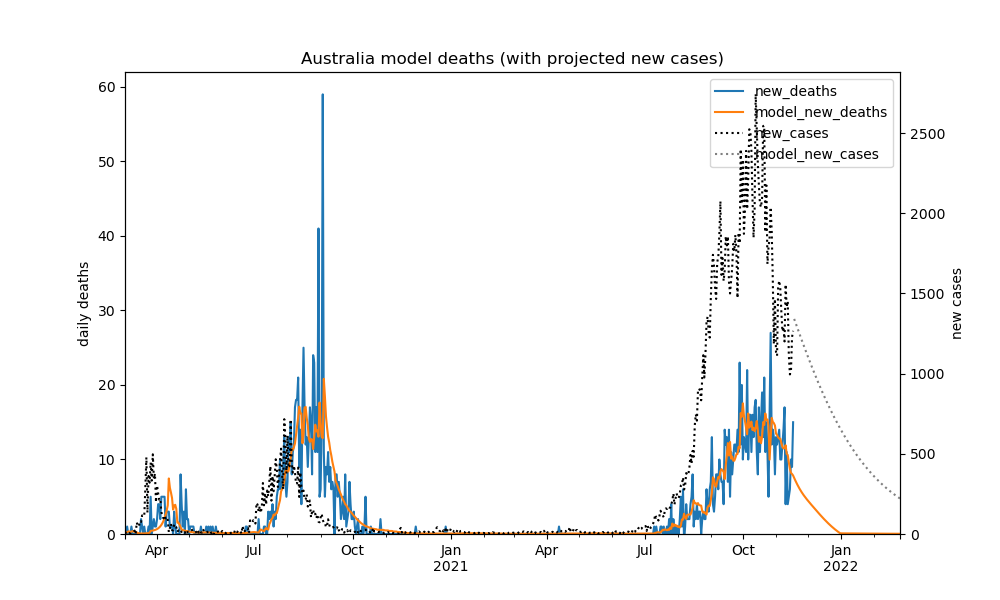 Australia model deaths (with projected new cases)
new_deaths
model_new_deaths
new_cases
model_new_cases
daily deaths
60
50
40
30
20
10
0
new cases
2500
2000
1500
1000
500
0
Apr Jul Oct Jan Apr Jul Oct Jan
2021 2022